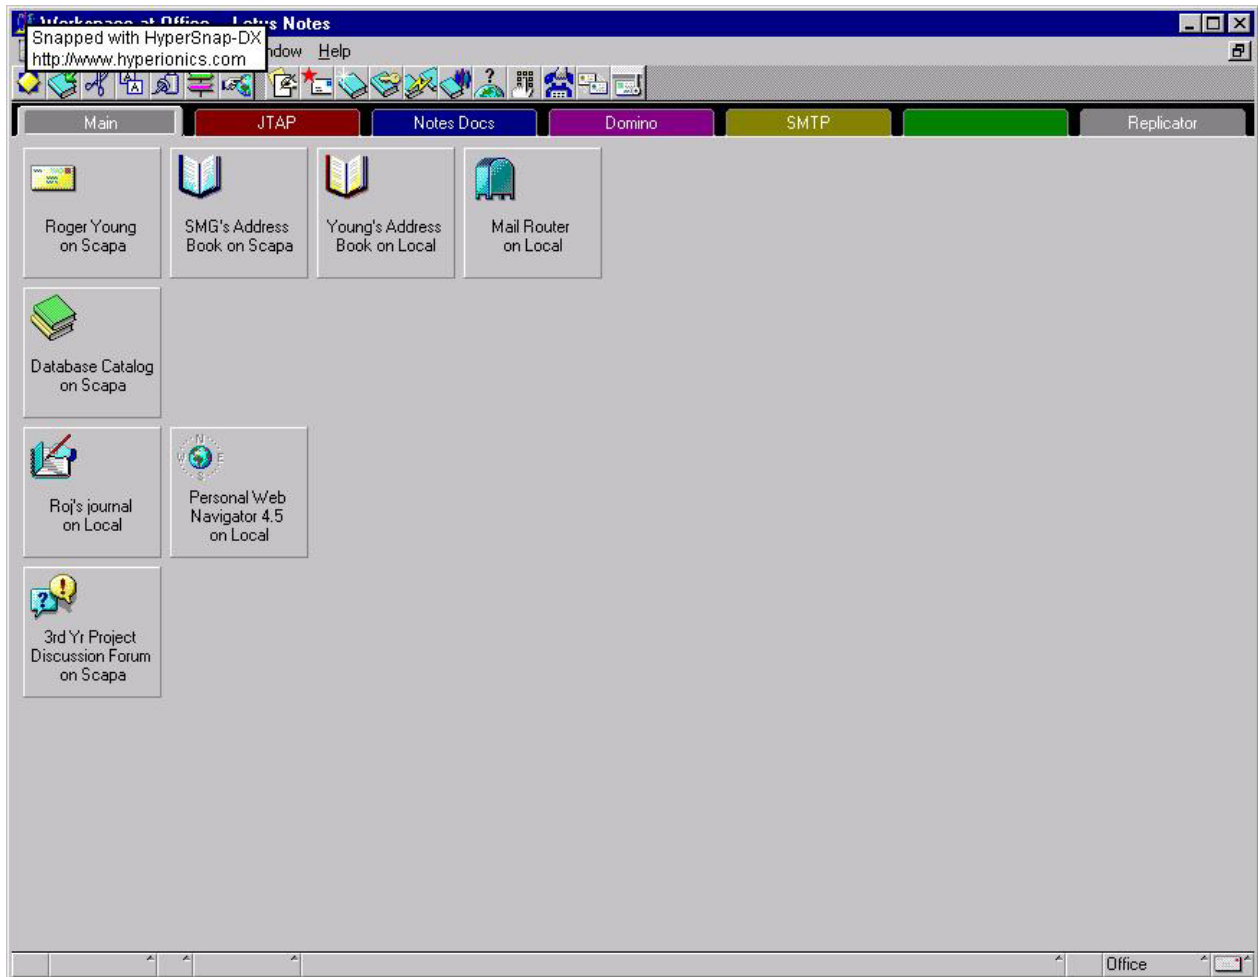 Workspace at Office - Lotus Notes
Snapped with HyperSnap-DX
http://www.hyperionics.com
ndow Help
Main JTAP Notes Docs Domino SMTP Replicator
Roger Young
on Scapa
SMG's Address
Book on Scapa
Young's Address
Book on Local
Mail Router
on Local
Database Catalog
on Scapa
Roj's journal
on Local
N
W E
S
Personal Web
Navigator 4.5
on Local
3rd Yr Project
Discussion Forum
on Scapa
Office